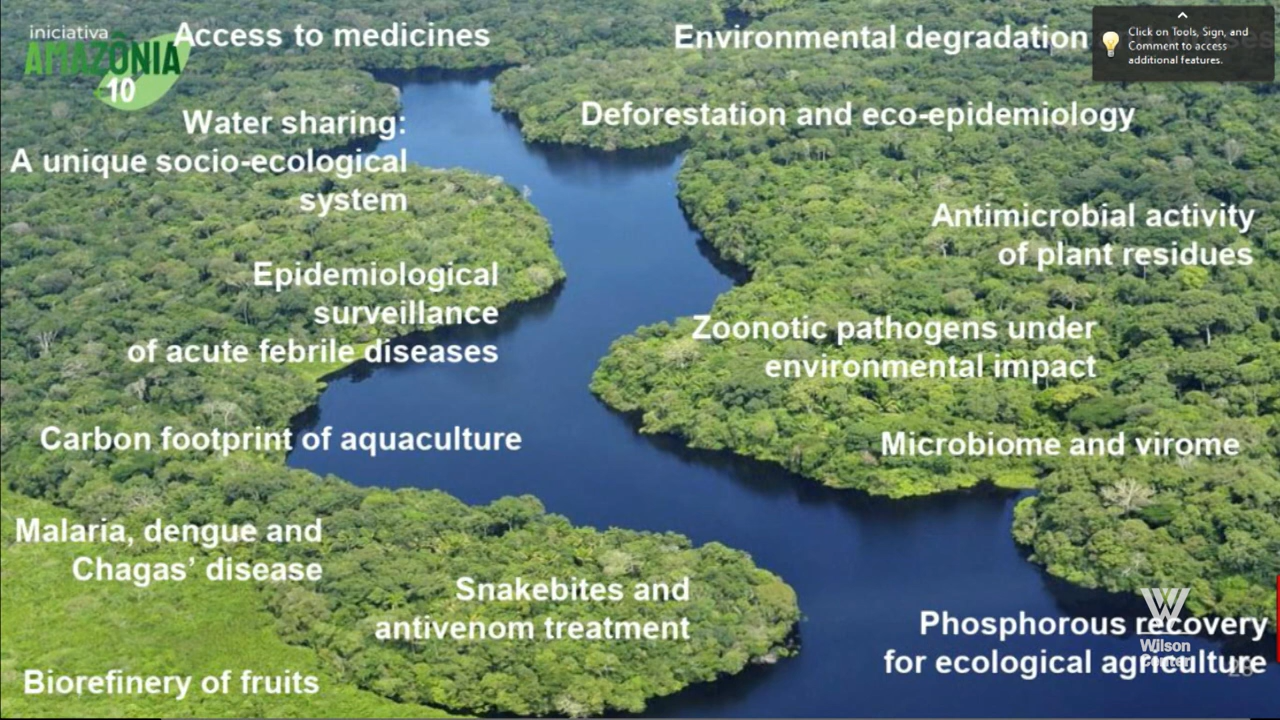 iniciativa
AMAZÔNIA
10
Access to medicines
Environmental degradation
Click on Tools, Sign, and
Comment to access
additional features.
Water sharing:
A unique socio-ecological
system
Deforestation and eco-epidemiology
Antimicrobial activity
of plant residues
Epidemiological
surveillance
of acute febrile diseases
Zoonotic pathogens under
environmental impact
Carbon footprint of aquaculture
Microbiome and virome
Malaria, dengue and
Chagas’ disease
Snakebites and
antivenom treatment
Phosphorous recovery
for ecological agriculture
Wilson
Center
Biorefinery of fruits